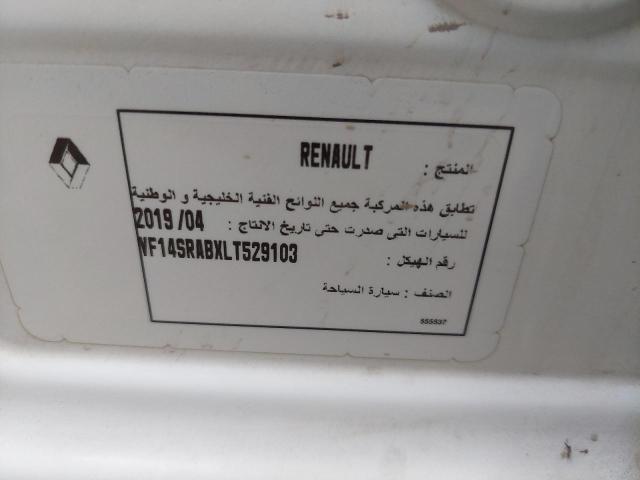 المنتج : RENAULT
تطابق هذه المركبة جميع اللوائح الفنية الخليجية و الوطنية
للسيارات التي صدرت حتى تاريخ الانتاج : 2019 /04
رقم الهيكل : VF14SRABXLT529103
الصنف : سيارة السياحة
555537